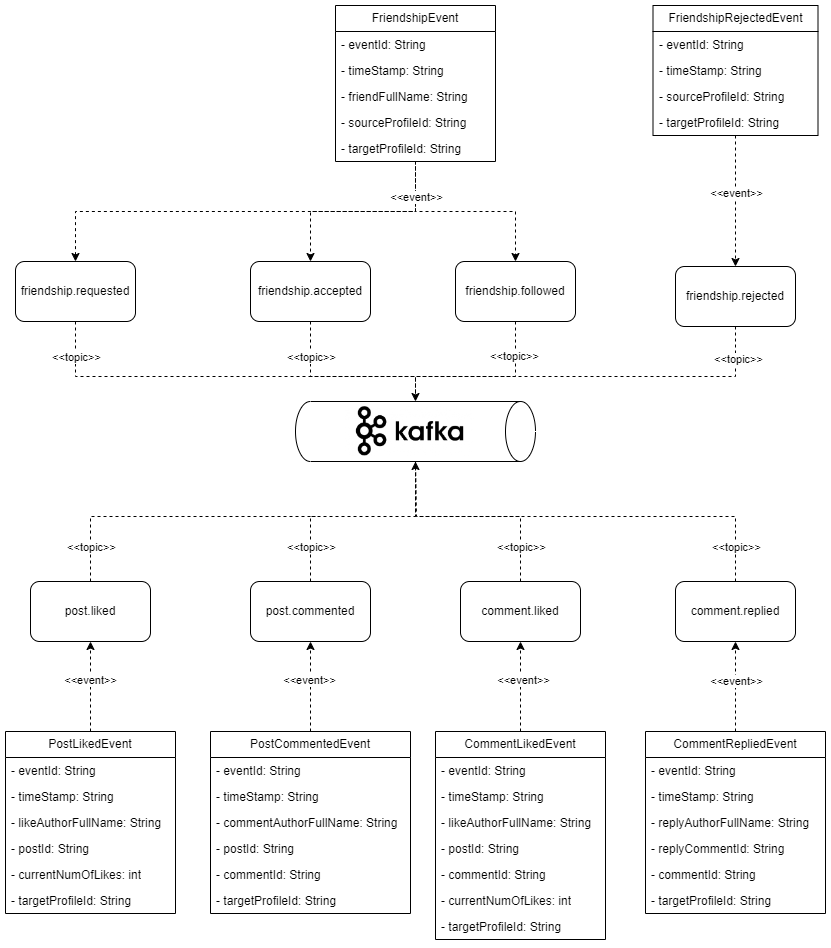 FriendshipEvent
- eventId: String
- timeStamp: String
- friendFullName: String
- sourceProfileId: String
- targetProfileId: String
FriendshipRejectedEvent
- eventId: String
- timeStamp: String
- sourceProfileId: String
- targetProfileId: String
<<event>>
<<event>>
friendship.requested
friendship.accepted
friendship.followed
friendship.rejected
<<topic>>
<<topic>>
<<topic>>
<<topic>>
kafka
<<topic>>
<<topic>>
<<topic>>
<<topic>>
post.liked
post.commented
comment.liked
comment.replied
<<event>>
<<event>>
<<event>>
<<event>>
PostLikedEvent
- eventId: String
- timeStamp: String
- likeAuthorFullName: String
- postId: String
- currentNumOfLikes: int
- targetProfileId: String
PostCommentedEvent
- eventId: String
- timeStamp: String
- commentAuthorFullName: String
- postId: String
- commentId: String
- targetProfileId: String
CommentLikedEvent
- eventId: String
- timeStamp: String
- likeAuthorFullName: String
- postId: String
- commentId: String
- currentNumOfLikes: int
- targetProfileId: String
CommentRepliedEvent
- eventId: String
- timeStamp: String
- replyAuthorFullName: String
- replyCommentId: String
- commentId: String
- targetProfileId: String